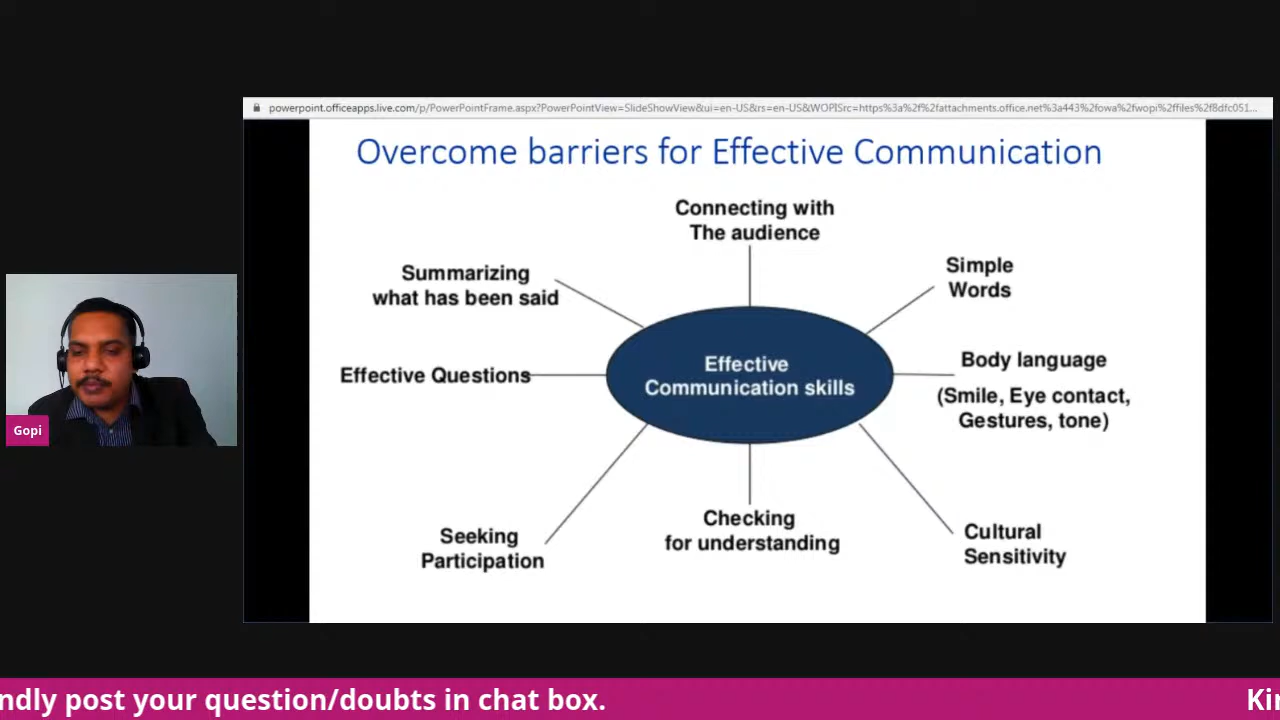 powerpoint.officeapps.live.com/p/PowerPointFrame.aspx?PowerPointView=SlideShowView&ui=en-US&rs=en-US&WOPISrc=https%3a%2f%2fattachments.office.net%3a443%2fowa%2fwopi%2ffiles%2f8dfc051...
Overcome barriers for Effective Communication
Connecting with
The audience
Summarizing
what has been said
Simple
Words
Effective Questions
Effective
Communication skills
Body language
(Smile, Eye contact,
Gestures, tone)
Gopi
Seeking
Participation
Checking
for understanding
Cultural
Sensitivity
ndly post your question/doubts in chat box.
Kin